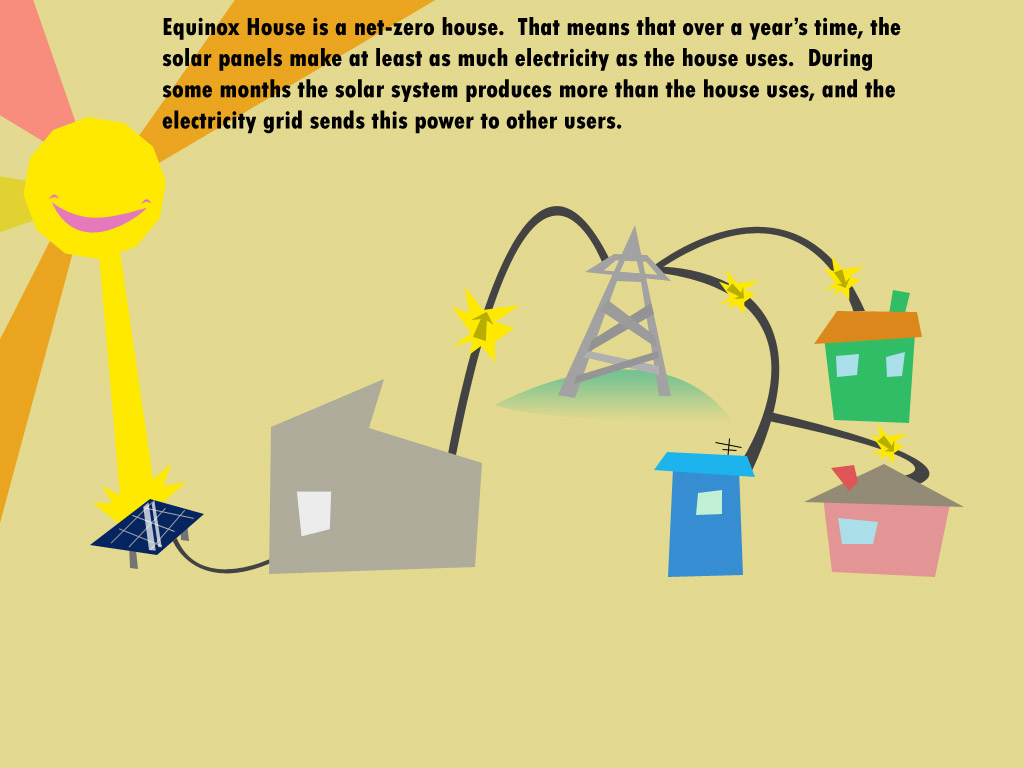 Equinox House is a net-zero house.  That means that over a year’s time, the
solar panels make at least as much electricity as the house uses.  During
some months the solar system produces more than the house uses, and the
electricity grid sends this power to other users.